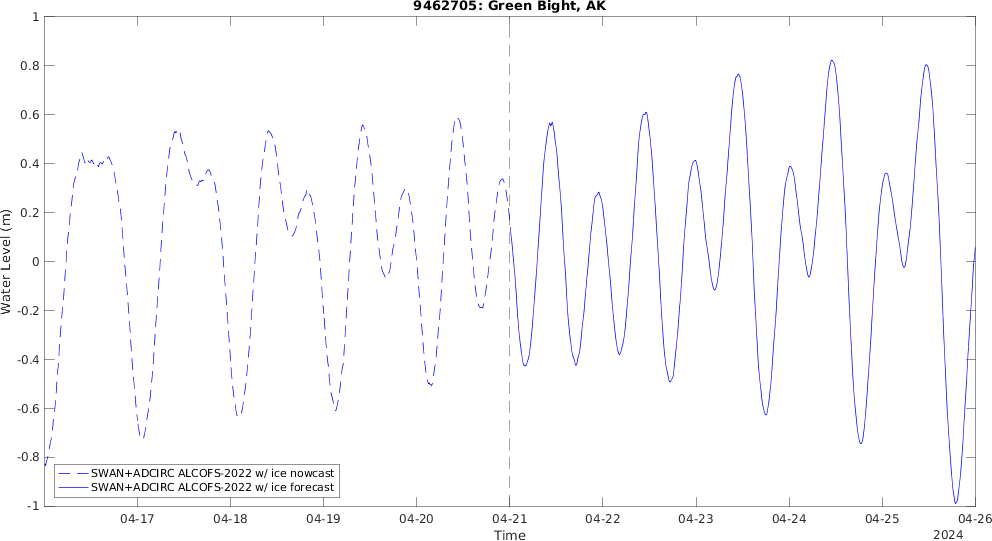 9462705: Green Bight, AK
1
0.8
0.6
0.4
0.2
0
-0.2
-0.4
-0.6
-0.8
-1
Water Level (m)
SWAN+ADCIRC ALCOFS-2022 w/ ice nowcast
SWAN+ADCIRC ALCOFS-2022 w/ ice forecast
04-17 04-18 04-19 04-20 04-21 04-22 04-23 04-24 04-25 04-26
Time
2024